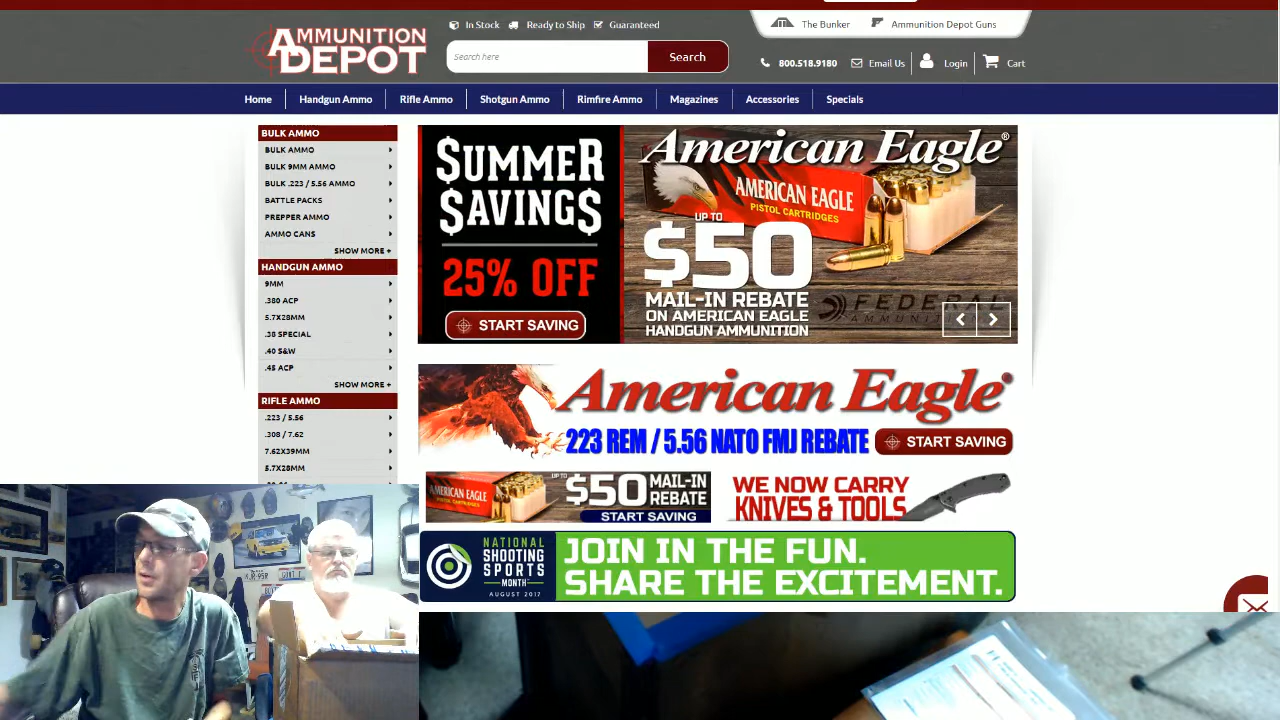 AMMUNITION
DEPOT
In Stock Ready to Ship Guaranteed
Search here Search
The Bunker Ammunition Depot Guns
800.518.9180 Email Us Login Cart
Home Handgun Ammo Rifle Ammo Shotgun Ammo Rimfire Ammo Magazines Accessories Specials
BULK AMMO
BULK AMMO
BULK 9MM AMMO
BULK .223 / 5.56 AMMO
BATTLE PACKS
PREPPER AMMO
AMMO CANS
SHOW MORE +
HANDGUN AMMO
9MM
.380 ACP
5.7X28MM
.38 SPECIAL
.40 S&W
.45 ACP
SHOW MORE +
RIFLE AMMO
.223 / 5.56
.308 / 7.62
7.62X39MM
5.7X28MM
$UMMER
$AVING$
25% OFF
START SAVING
American Eagle®
AMERICAN EAGLE
PISTOL CARTRIDGES
UP TO
$50
MAIL-IN REBATE
ON AMERICAN EAGLE
HANDGUN AMMUNITION
FEDERAL
AMMUNITION
American Eagle®
223 REM / 5.56 NATO FMJ REBATE START SAVING
AMERICAN EAGLE
UP TO
$50 MAIL-IN
REBATE
START SAVING
WE NOW CARRY
KNIVES & TOOLS
NATIONAL
SHOOTING
SPORTS
MONTH
AUGUST 2017
JOIN IN THE FUN.
SHARE THE EXCITEMENT.